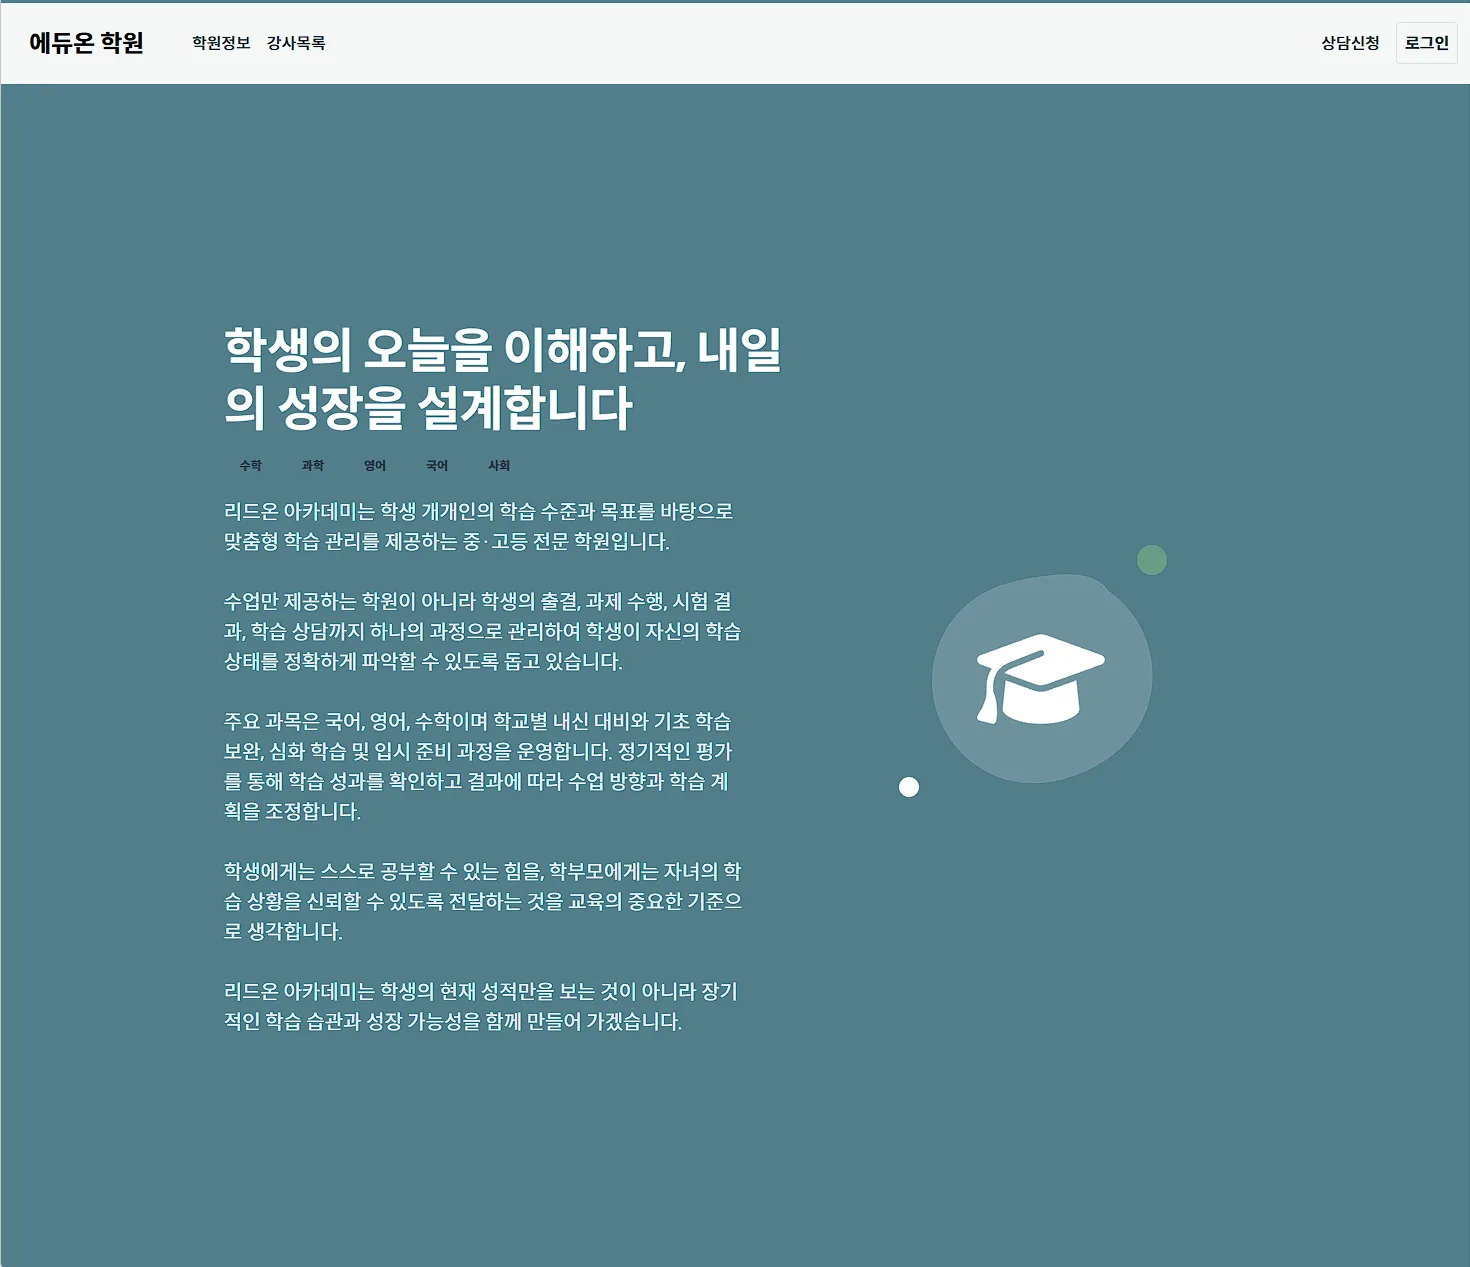 에듀온 학원 학원정보 강사목록 상담신청 로그인
학생의 오늘을 이해하고, 내일
의 성장을 설계합니다
수학 과학 영어 국어 사회
리드온 아카데미는 학생 개개인의 학습 수준과 목표를 바탕으로
맞춤형 학습 관리를 제공하는 중·고등 전문 학원입니다.
수업만 제공하는 학원이 아니라 학생의 출결, 과제 수행, 시험 결
과, 학습 상담까지 하나의 과정으로 관리하여 학생이 자신의 학습
상태를 정확하게 파악할 수 있도록 돕고 있습니다.
주요 과목은 국어, 영어, 수학이며 학교별 내신 대비와 기초 학습
보완, 심화 학습 및 입시 준비 과정을 운영합니다. 정기적인 평가
를 통해 학습 성과를 확인하고 결과에 따라 수업 방향과 학습 계
획을 조정합니다.
학생에게는 스스로 공부할 수 있는 힘을, 학부모에게는 자녀의 학
습 상황을 신뢰할 수 있도록 전달하는 것을 교육의 중요한 기준으
로 생각합니다.
리드온 아카데미는 학생의 현재 성적만을 보는 것이 아니라 장기
적인 학습 습관과 성장 가능성을 함께 만들어 가겠습니다.